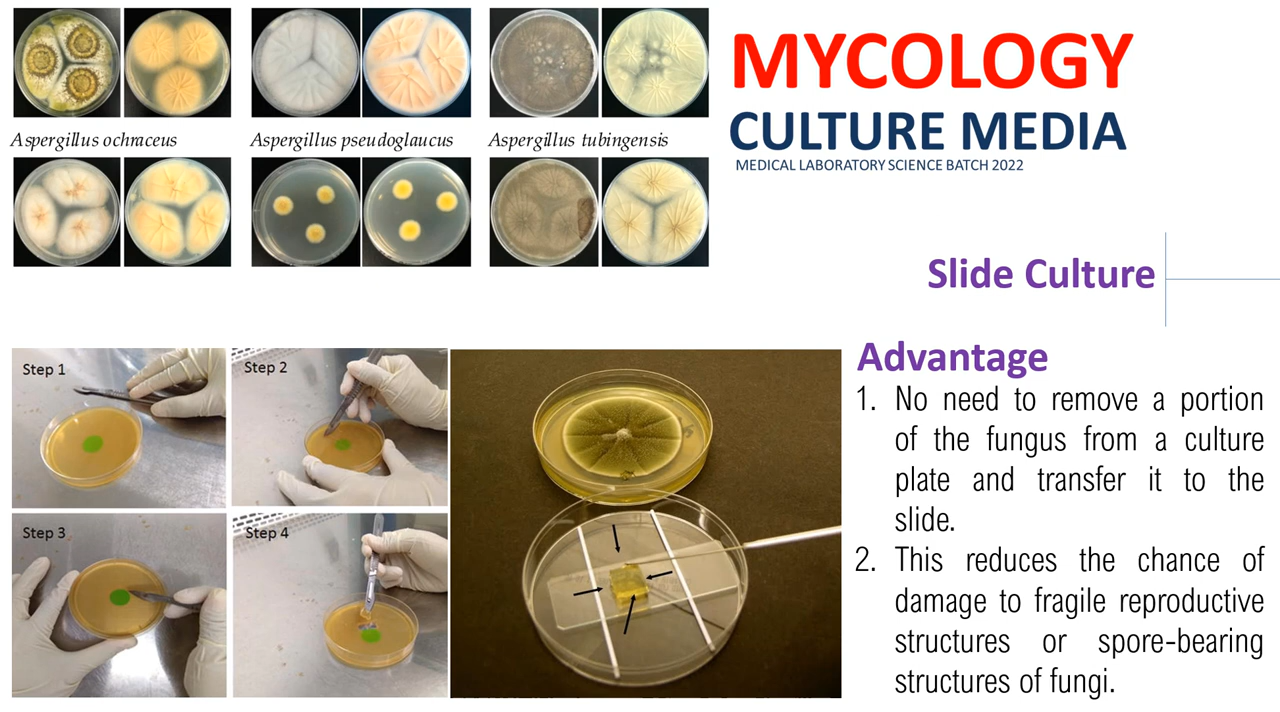 MYCOLOGY
CULTURE MEDIA
MEDICAL LABORATORY SCIENCE BATCH 2022
Aspergillus ochraceus
Aspergillus pseudoglaucus
Aspergillus tubingensis
Slide Culture
Step 1
Step 2
Step 3
Step 4
Advantage
1. No need to remove a portion
of the fungus from a culture
plate and transfer it to the
slide.
2. This reduces the chance of
damage to fragile reproductive
structures or spore-bearing
structures of fungi.